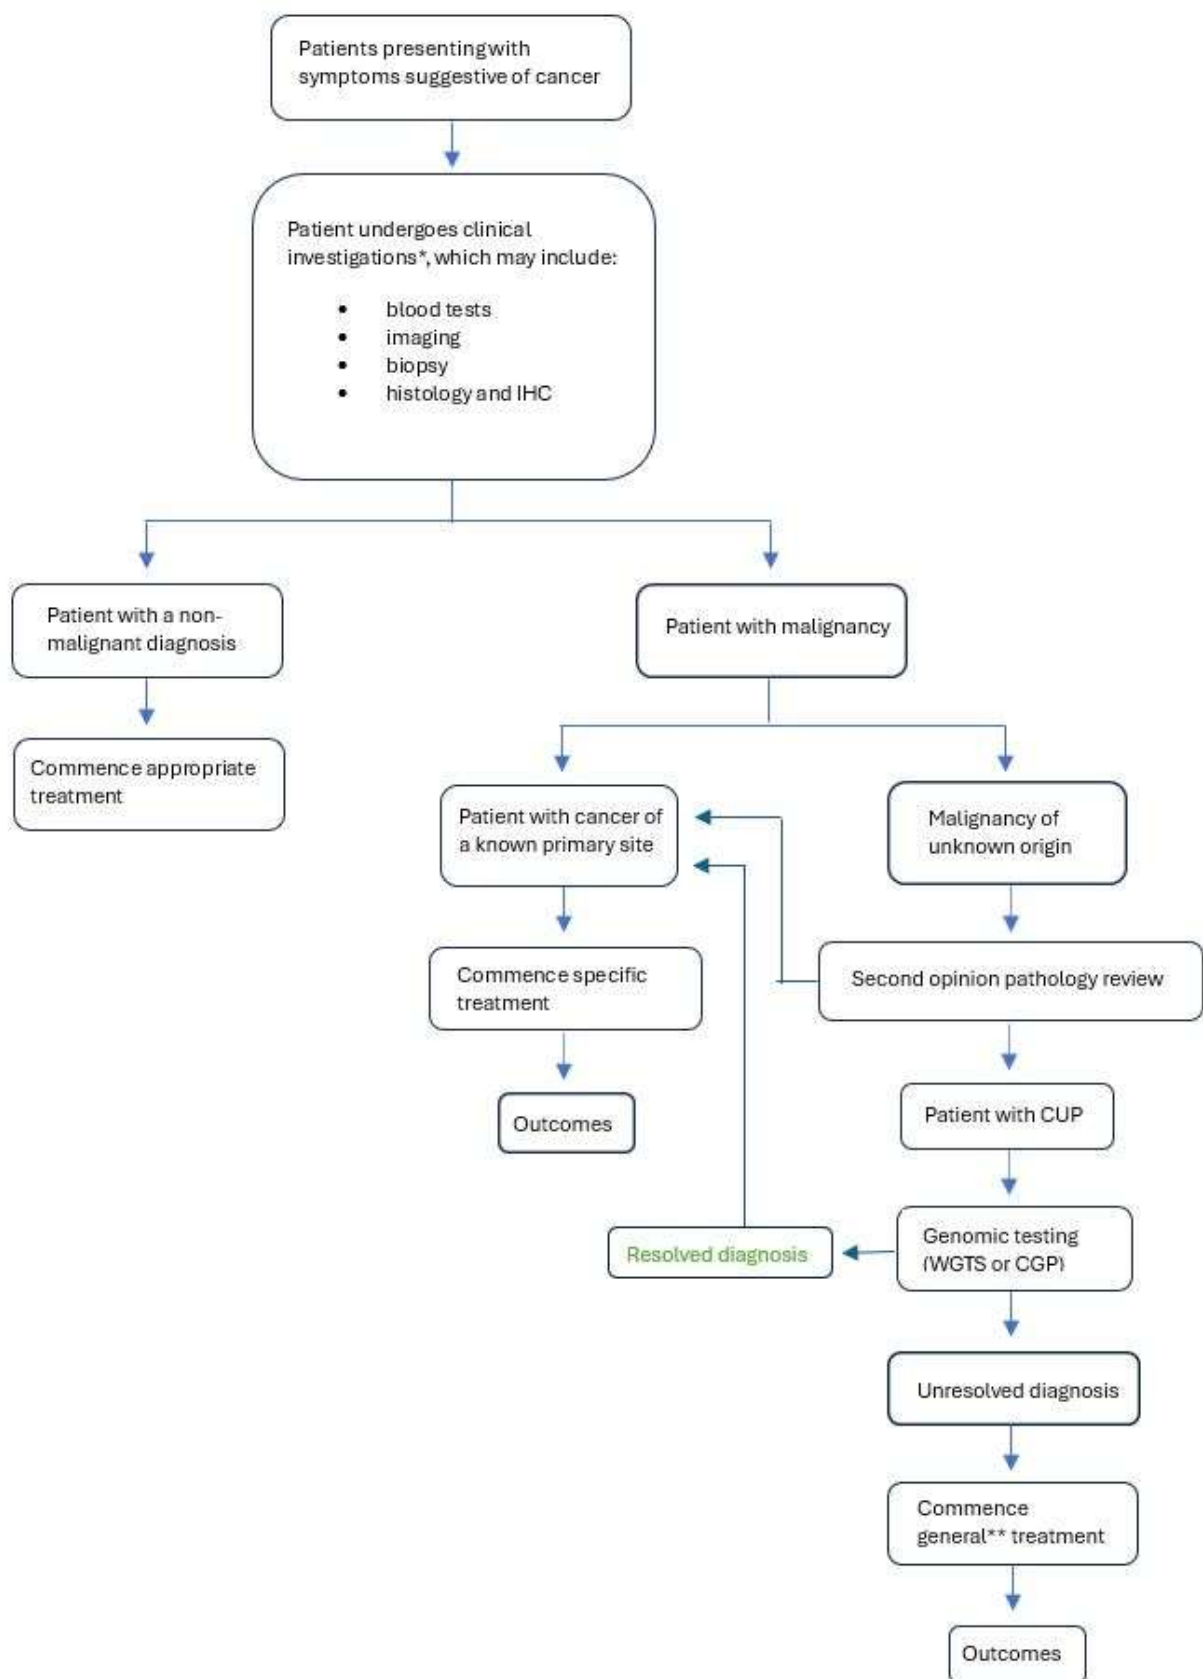 Patients presenting with
symptoms suggestive of cancer
Patient undergoes clinical
investigations*, which may include:
• blood tests
• imaging
• biopsy
• histology and IHC
Patient with a non-
malignant diagnosis
Patient with malignancy
Commence appropriate
treatment
Patient with cancer of
a known primary site
Malignancy of
unknown origin
Commence specific
treatment
Second opinion pathology review
Outcomes
Patient with CUP
Resolved diagnosis
Genomic testing
(WGTS or CGP)
Unresolved diagnosis
Commence
general** treatment
Outcomes